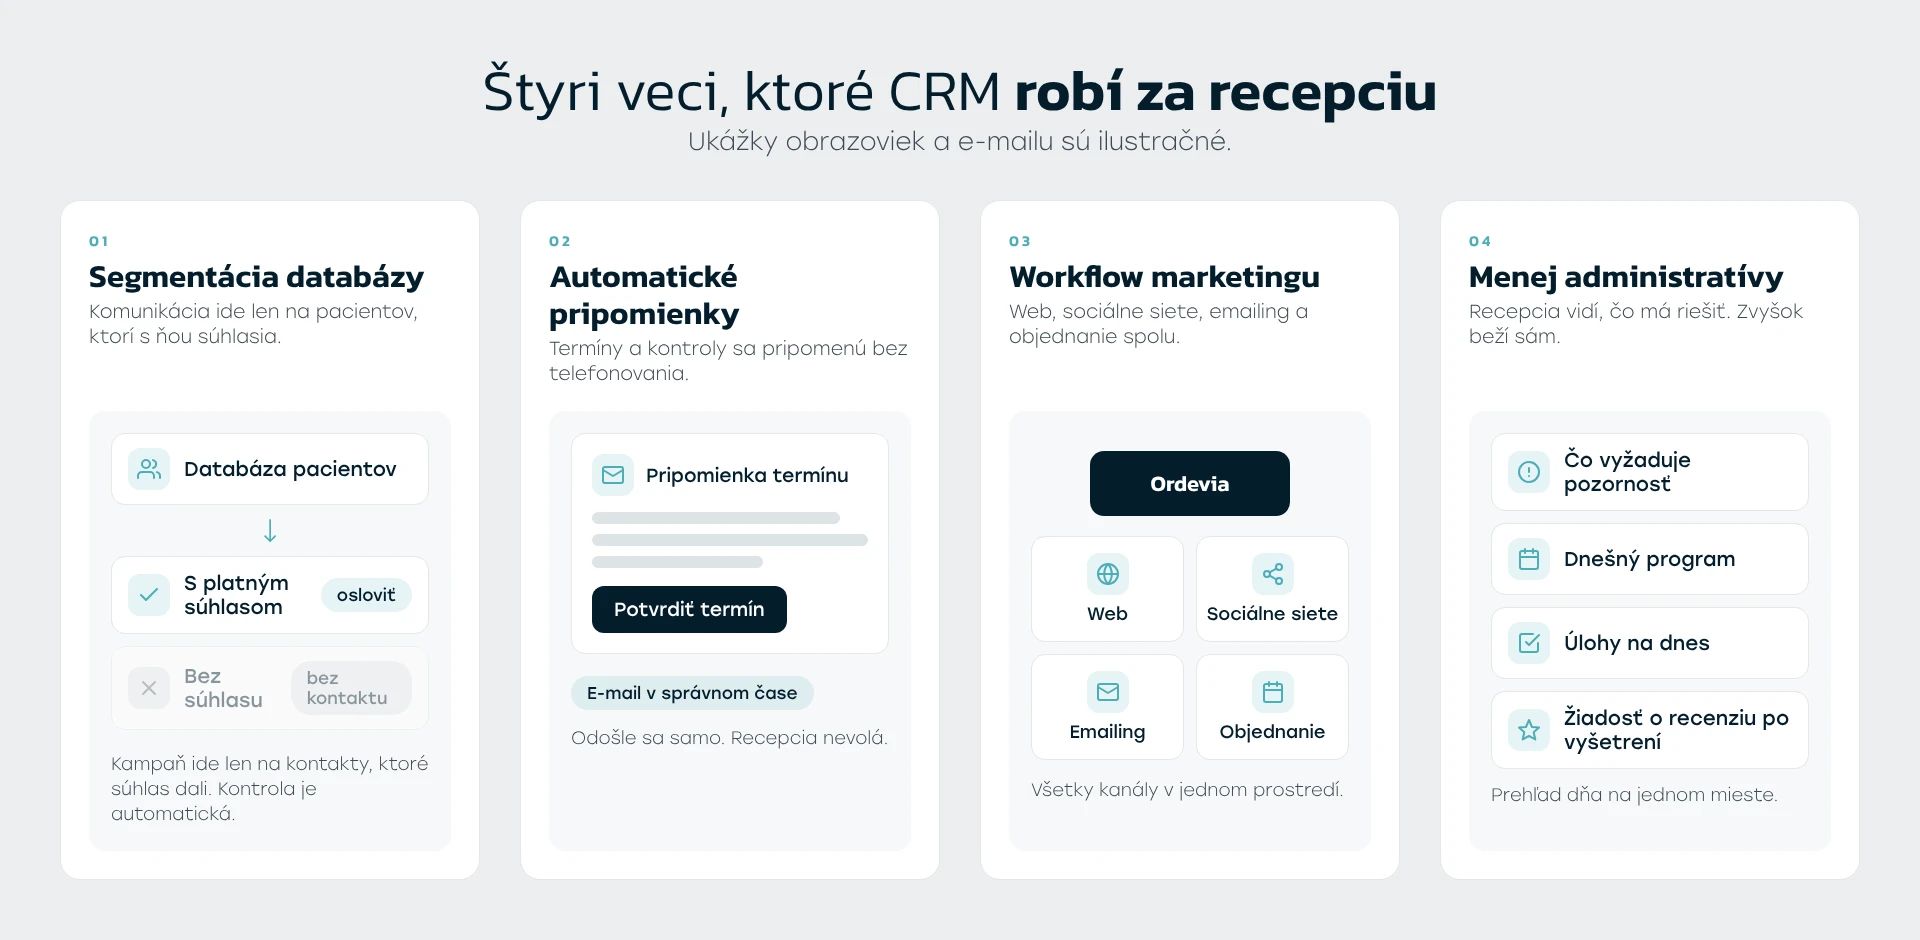 Štyri veci, ktoré CRM robí za recepciu
Ukážky obrazoviek a e-mailu sú ilustračné.
01
Segmentácia databázy
Komunikácia ide len na pacientov,
ktorí s ňou súhlasia.
Databáza pacientov
S platným
súhlasom
osloviť
Bez
súhlasu
bez
kontaktu
Kampaň ide len na kontakty, ktoré
súhlas dali. Kontrola je
automatická.
02
Automatické
pripomienky
Termíny a kontroly sa pripomenú bez
telefonovania.
Pripomienka termínu
Potvrdiť termín
E-mail v správnom čase
Odošle sa samo. Recepcia nevolá.
03
Workflow marketingu
Web, sociálne siete, emailing a
objednanie spolu.
Ordevia
Web
Sociálne siete
Emailing
Objednanie
Všetky kanály v jednom prostredí.
04
Menej administratívy
Recepcia vidí, čo má riešiť. Zvyšok
beží sám.
Čo vyžaduje
pozornosť
Dnešný program
Úlohy na dnes
Žiadosť o recenziu po
vyšetrení
Prehľad dňa na jednom mieste.